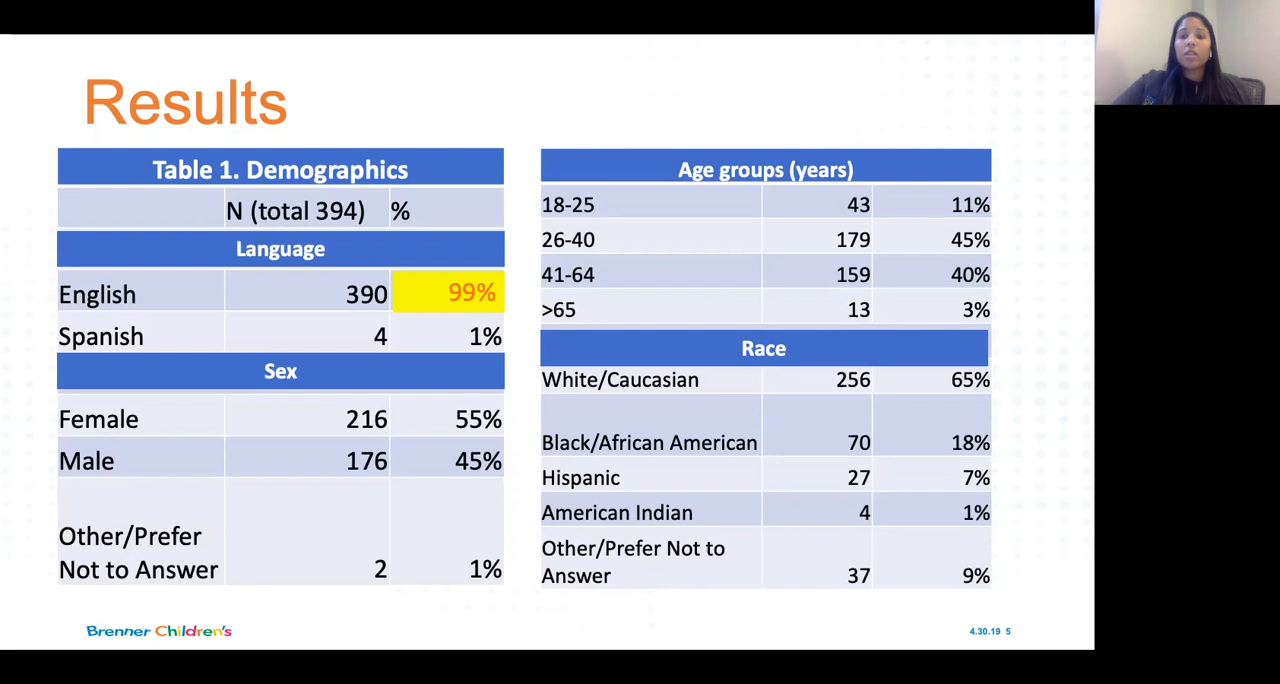 Results
Table 1. Demographics
N (total 394) %
Language
English 390 99%
Spanish 4 1%
Sex
Female 216 55%
Male 176 45%
Other/Prefer
Not to Answer 2 1%
Age groups (years)
18-25 43 11%
26-40 179 45%
41-64 159 40%
>65 13 3%
Race
White/Caucasian 256 65%
Black/African American 70 18%
Hispanic 27 7%
American Indian 4 1%
Other/Prefer Not to
Answer 37 9%
Brenner Children's
4.30.19 5